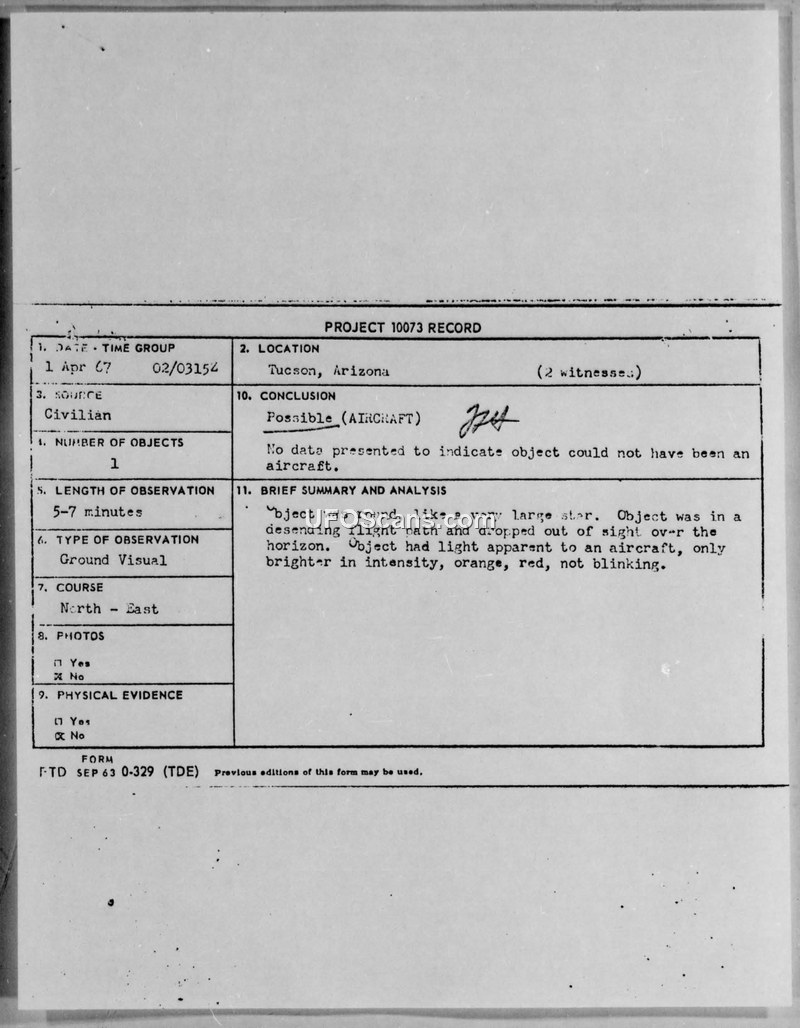 PROJECT 10073 RECORD
1. DATE - TIME GROUP
1 Apr 67 02/0315Z
2. LOCATION
Tucson, Arizona (2 witnesses)
3. SOURCE
Civilian
10. CONCLUSION
Possible (AIRCRAFT)
No data presented to indicate object could not have been an
aircraft.
4. NUMBER OF OBJECTS
1
5. LENGTH OF OBSERVATION
5-7 minutes
11. BRIEF SUMMARY AND ANALYSIS
Object was round, like a very large star. Object was in a
desending flight path and dropped out of sight over the
horizon. Object had light apparent to an aircraft, only
brighter in intensity, orange, red, not blinking.
UFOScans.com
6. TYPE OF OBSERVATION
Ground Visual
7. COURSE
North - East
8. PHOTOS
□ Yes
☒ No
9. PHYSICAL EVIDENCE
□ Yes
☒ No
FORM
FTD SEP 63 0-329 (TDE) Previous editions of this form may be used.